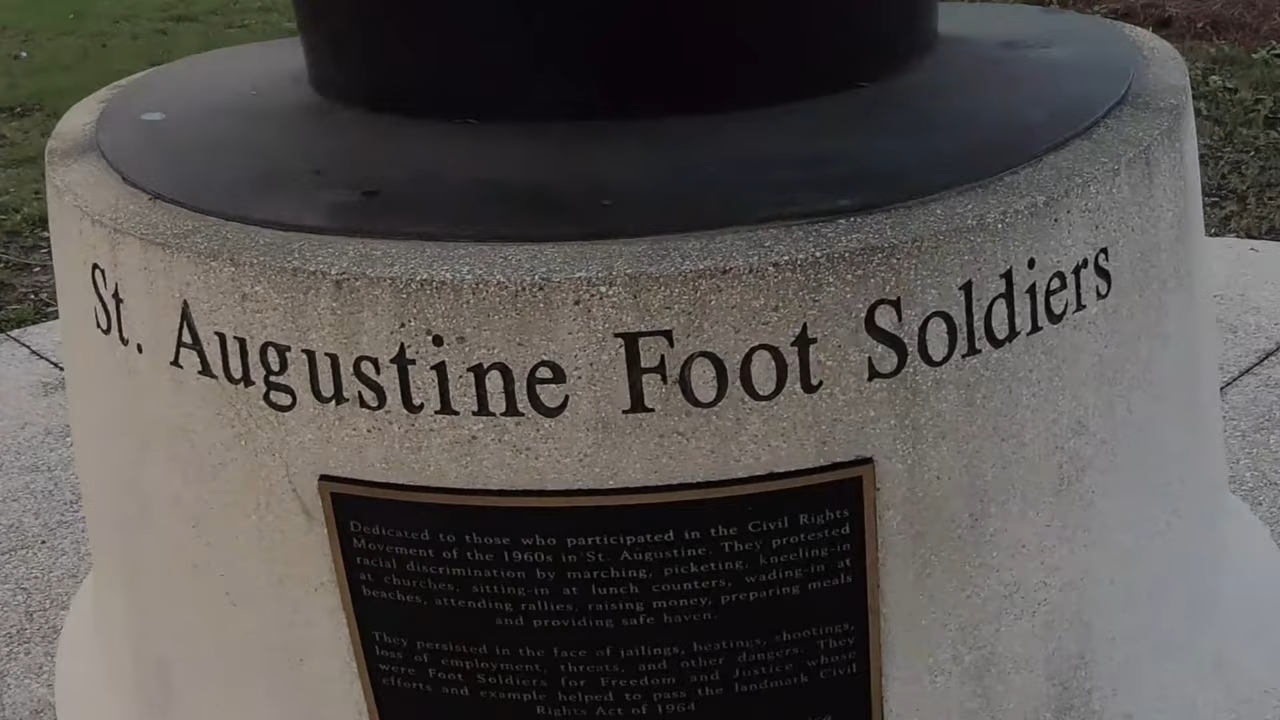 St. Augustine Foot Soldiers
Dedicated to those who participated in the Civil Rights
Movement of the 1960s in St. Augustine. They protested
racial discrimination by marching, picketing, kneeling-in
at churches, sitting-in at lunch counters, wading-in at
beaches, attending rallies, raising money, preparing meals
and providing safe haven.
They persisted in the face of jailings, beatings, shootings,
loss of employment, threats, and other dangers. They
were Foot Soldiers for Freedom and Justice whose
efforts and example helped to pass the landmark Civil
Rights Act of 1964